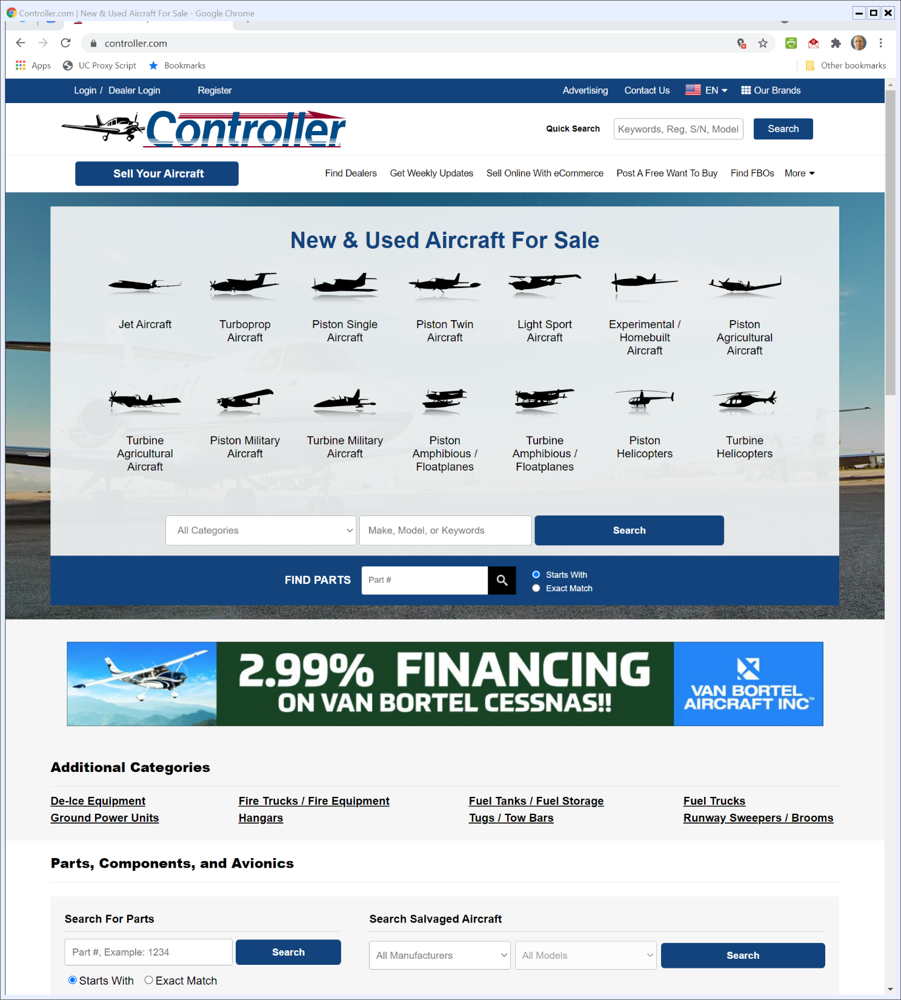 Controller.com | New & Used Aircraft For Sale - Google Chrome
controller.com
Apps UC Proxy Script Bookmarks Other bookmarks
Login / Dealer Login Register Advertising Contact Us EN Our Brands
Controller
Quick Search Keywords, Reg, S/N, Model Search
Sell Your Aircraft Find Dealers Get Weekly Updates Sell Online With eCommerce Post A Free Want To Buy Find FBOs More
New & Used Aircraft For Sale
Jet Aircraft
Turboprop
Aircraft
Piston Single
Aircraft
Piston Twin
Aircraft
Light Sport
Aircraft
Experimental /
Homebuilt
Aircraft
Piston
Agricultural
Aircraft
Turbine
Agricultural
Aircraft
Piston Military
Aircraft
Turbine Military
Aircraft
Piston
Amphibious /
Floatplanes
Turbine
Amphibious /
Floatplanes
Piston
Helicopters
Turbine
Helicopters
All Categories Make, Model, or Keywords Search
FIND PARTS Part #
Starts With
Exact Match
2.99% FINANCING
ON VAN BORTEL CESSNAS!!
VAN BORTEL
AIRCRAFT INC™
Additional Categories
De-Ice Equipment Fire Trucks / Fire Equipment Fuel Tanks / Fuel Storage Fuel Trucks
Ground Power Units Hangars Tugs / Tow Bars Runway Sweepers / Brooms
Parts, Components, and Avionics
Search For Parts
Part #, Example: 1234 Search
Starts With Exact Match
Search Salvaged Aircraft
All Manufacturers All Models Search